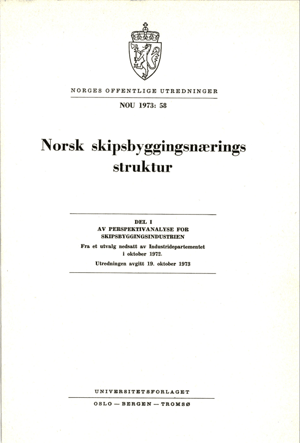 NORGES OFFENTLIGE UTREDNINGER
NOU 1973: 58
Norsk skipsbyggingsnærings
struktur
DEL I
AV PERSPEKTIVANALYSE FOR
SKIPSBYGGINGSINDUSTRIEN
Fra et utvalg nedsatt av Industridepartementet
i oktober 1972.
Utredningen avgitt 19. oktober 1973
UNIVERSITETSFORLAGET
OSLO — BERGEN — TROMSØ